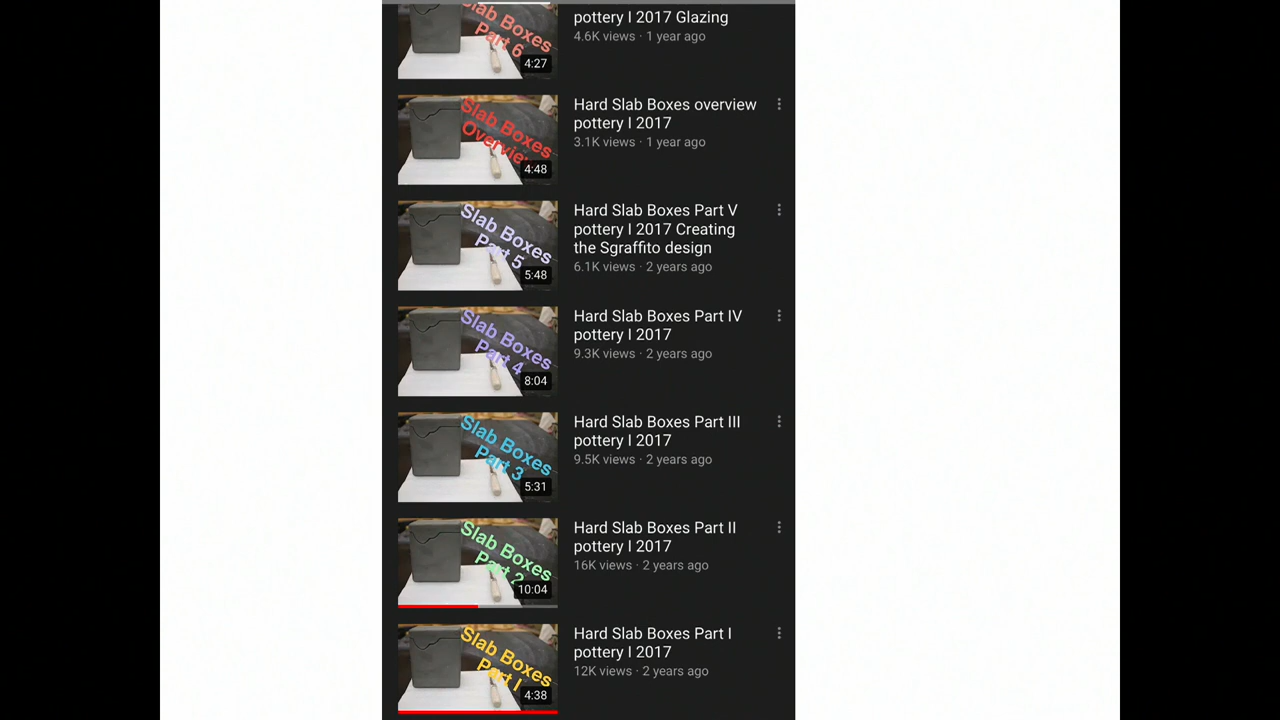 Slab Boxes
Part 6
4:27
pottery I 2017 Glazing
4.6K views · 1 year ago
Slab Boxes
4:48
Hard Slab Boxes overview
pottery I 2017
3.1K views · 1 year ago
Slab Boxes
Part 5
5:48
Hard Slab Boxes Part V
pottery I 2017 Creating
the Sgraffito design
6.1K views · 2 years ago
Slab Boxes
Part 4
8:04
Hard Slab Boxes Part IV
pottery I 2017
9.3K views · 2 years ago
Slab Boxes
Part 3
5:31
Hard Slab Boxes Part III
pottery I 2017
9.5K views · 2 years ago
Slab Boxes
Part 2
10:04
Hard Slab Boxes Part II
pottery I 2017
16K views · 2 years ago
Slab Boxes
Part I
4:38
Hard Slab Boxes Part I
pottery I 2017
12K views · 2 years ago